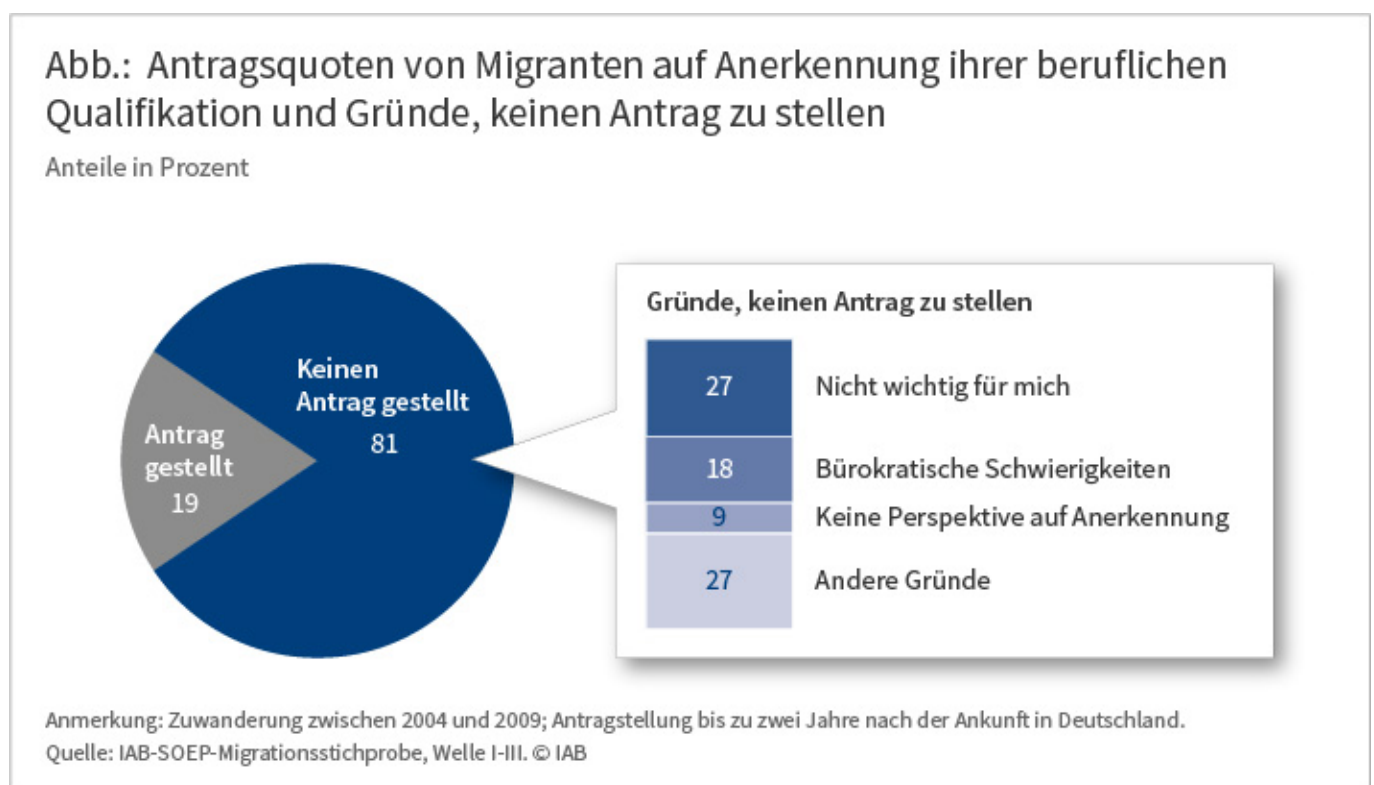 Abb.: Antragsquoten von Migranten auf Anerkennung ihrer beruflichen
Qualifikation und Gründe, keinen Antrag zu stellen
Anteile in Prozent
Keinen
Antrag gestellt
81
Antrag
gestellt
19
Gründe, keinen Antrag zu stellen
27 Nicht wichtig für mich
18 Bürokratische Schwierigkeiten
9 Keine Perspektive auf Anerkennung
27 Andere Gründe
Anmerkung: Zuwanderung zwischen 2004 und 2009; Antragstellung bis zu zwei Jahre nach der Ankunft in Deutschland.
Quelle: IAB-SOEP-Migrationsstichprobe, Welle I-III. © IAB